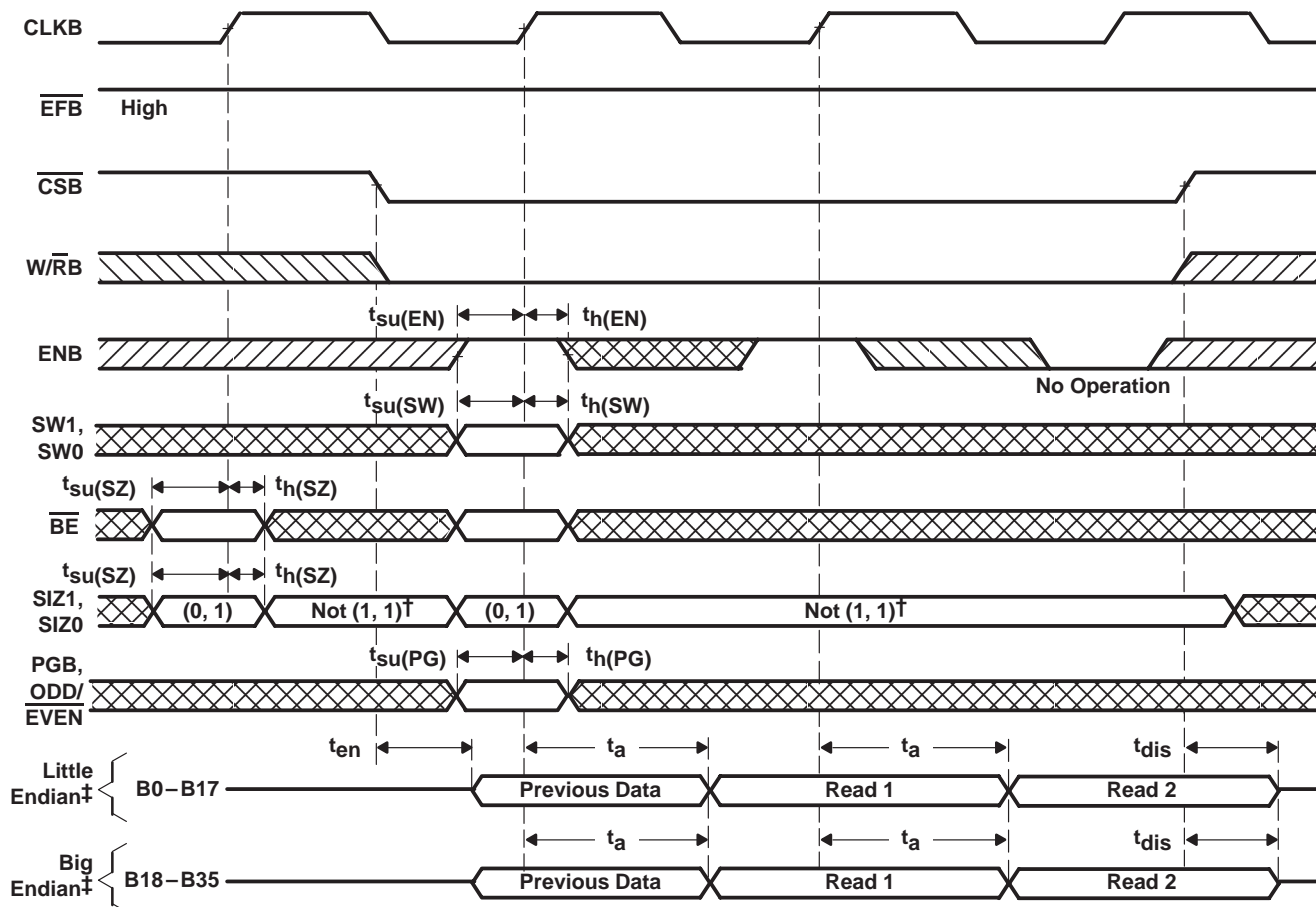 CLKB
EFB High
CSB
W/RB
tsu(EN) th(EN)
ENB
No Operation
tsu(SW) th(SW)
SW1,
SW0
tsu(SZ) th(SZ)
BE
tsu(SZ) th(SZ)
SIZ1,
SIZ0
(0, 1) Not (1, 1)† (0, 1) Not (1, 1)†
tsu(PG) th(PG)
PGB,
ODD/
EVEN
ten ta ta tdis
Little
Endian‡
B0–B17 Previous Data Read 1 Read 2
ta ta tdis
Big
Endian‡
B18–B35 Previous Data Read 1 Read 2